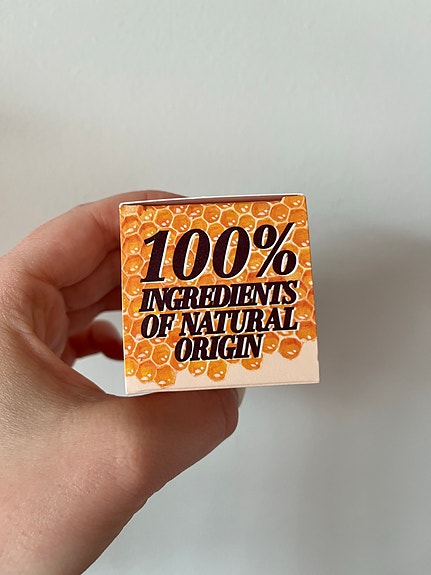 100%
INGREDIENTS
OF NATURAL
ORIGIN